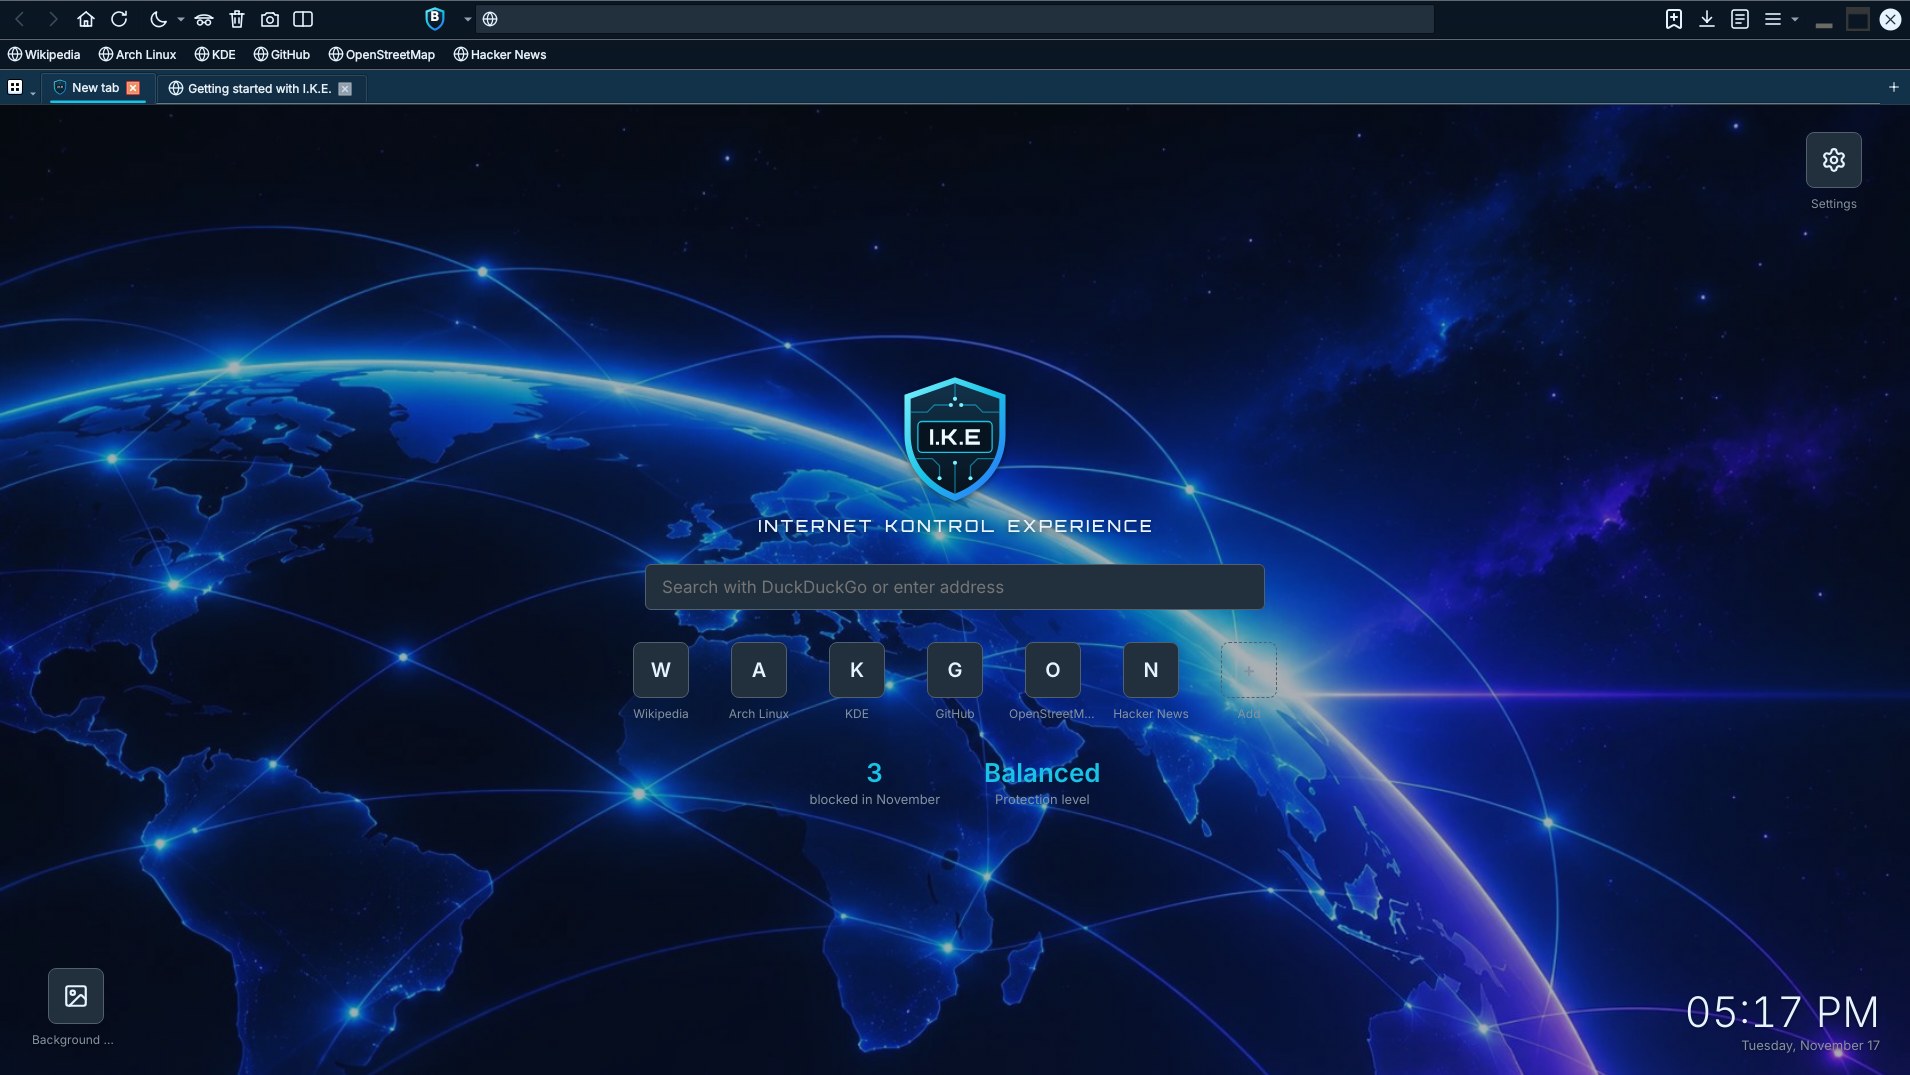 B
Wikipedia Arch Linux KDE GitHub OpenStreetMap Hacker News
New tab Getting started with I.K.E.
Settings
I.K.E
INTERNET KONTROL EXPERIENCE
Search with DuckDuckGo or enter address
W A K G O N +
Wikipedia Arch Linux KDE GitHub OpenStreetM... Hacker News Add
3 Balanced
blocked in November Protection level
Background ...
05:17 PM
Tuesday, November 17